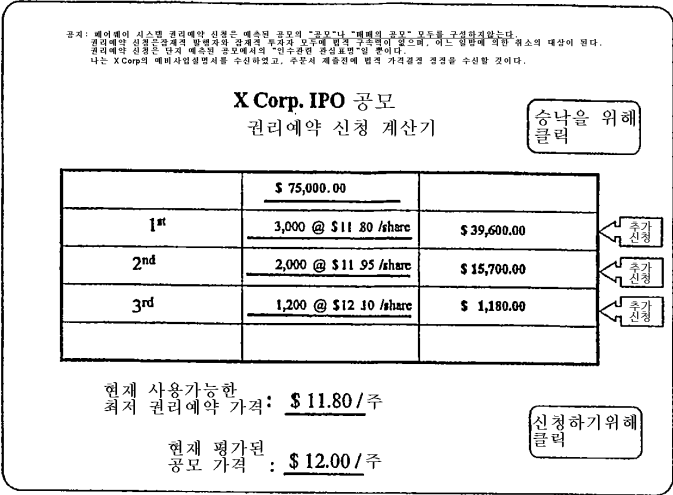 공지: 페어웨이 시스템 권리예약 신청은 예측된 공모의 "공모"나 "매매의 공모" 모두를 구성하지않는다.
권리예약 신청은잠재적 발행자와 잠재적 투자자 모두에 법적 구속력이 없으며, 어느 일방에 의한 취소의 대상이 된다.
권리예약 신청은 단지 예측된 공모에서의 "인수관련 관심표명"일 뿐이다.
나는 X Corp의 예비사업설명서를 수신하였고, 주문서 제출전에 법적 가격결정 정정을 수신할 것이다.
X Corp. IPO 공모
권리예약 신청 계산기
승낙을 위해
클릭
$ 75,000.00
1st 3,000 @ $11 80 /share $ 39,600.00 추가
신청
2nd 2,000 @ $11 95 /share $ 15,700.00 추가
신청
3rd 1,200 @ $12 10 /share $ 1,180.00 추가
신청
현재 사용가능한
최저 권리예약 가격: $ 11.80 / 주
신청하기위해
클릭
현재 평가된
공모 가격 : $ 12.00 / 주